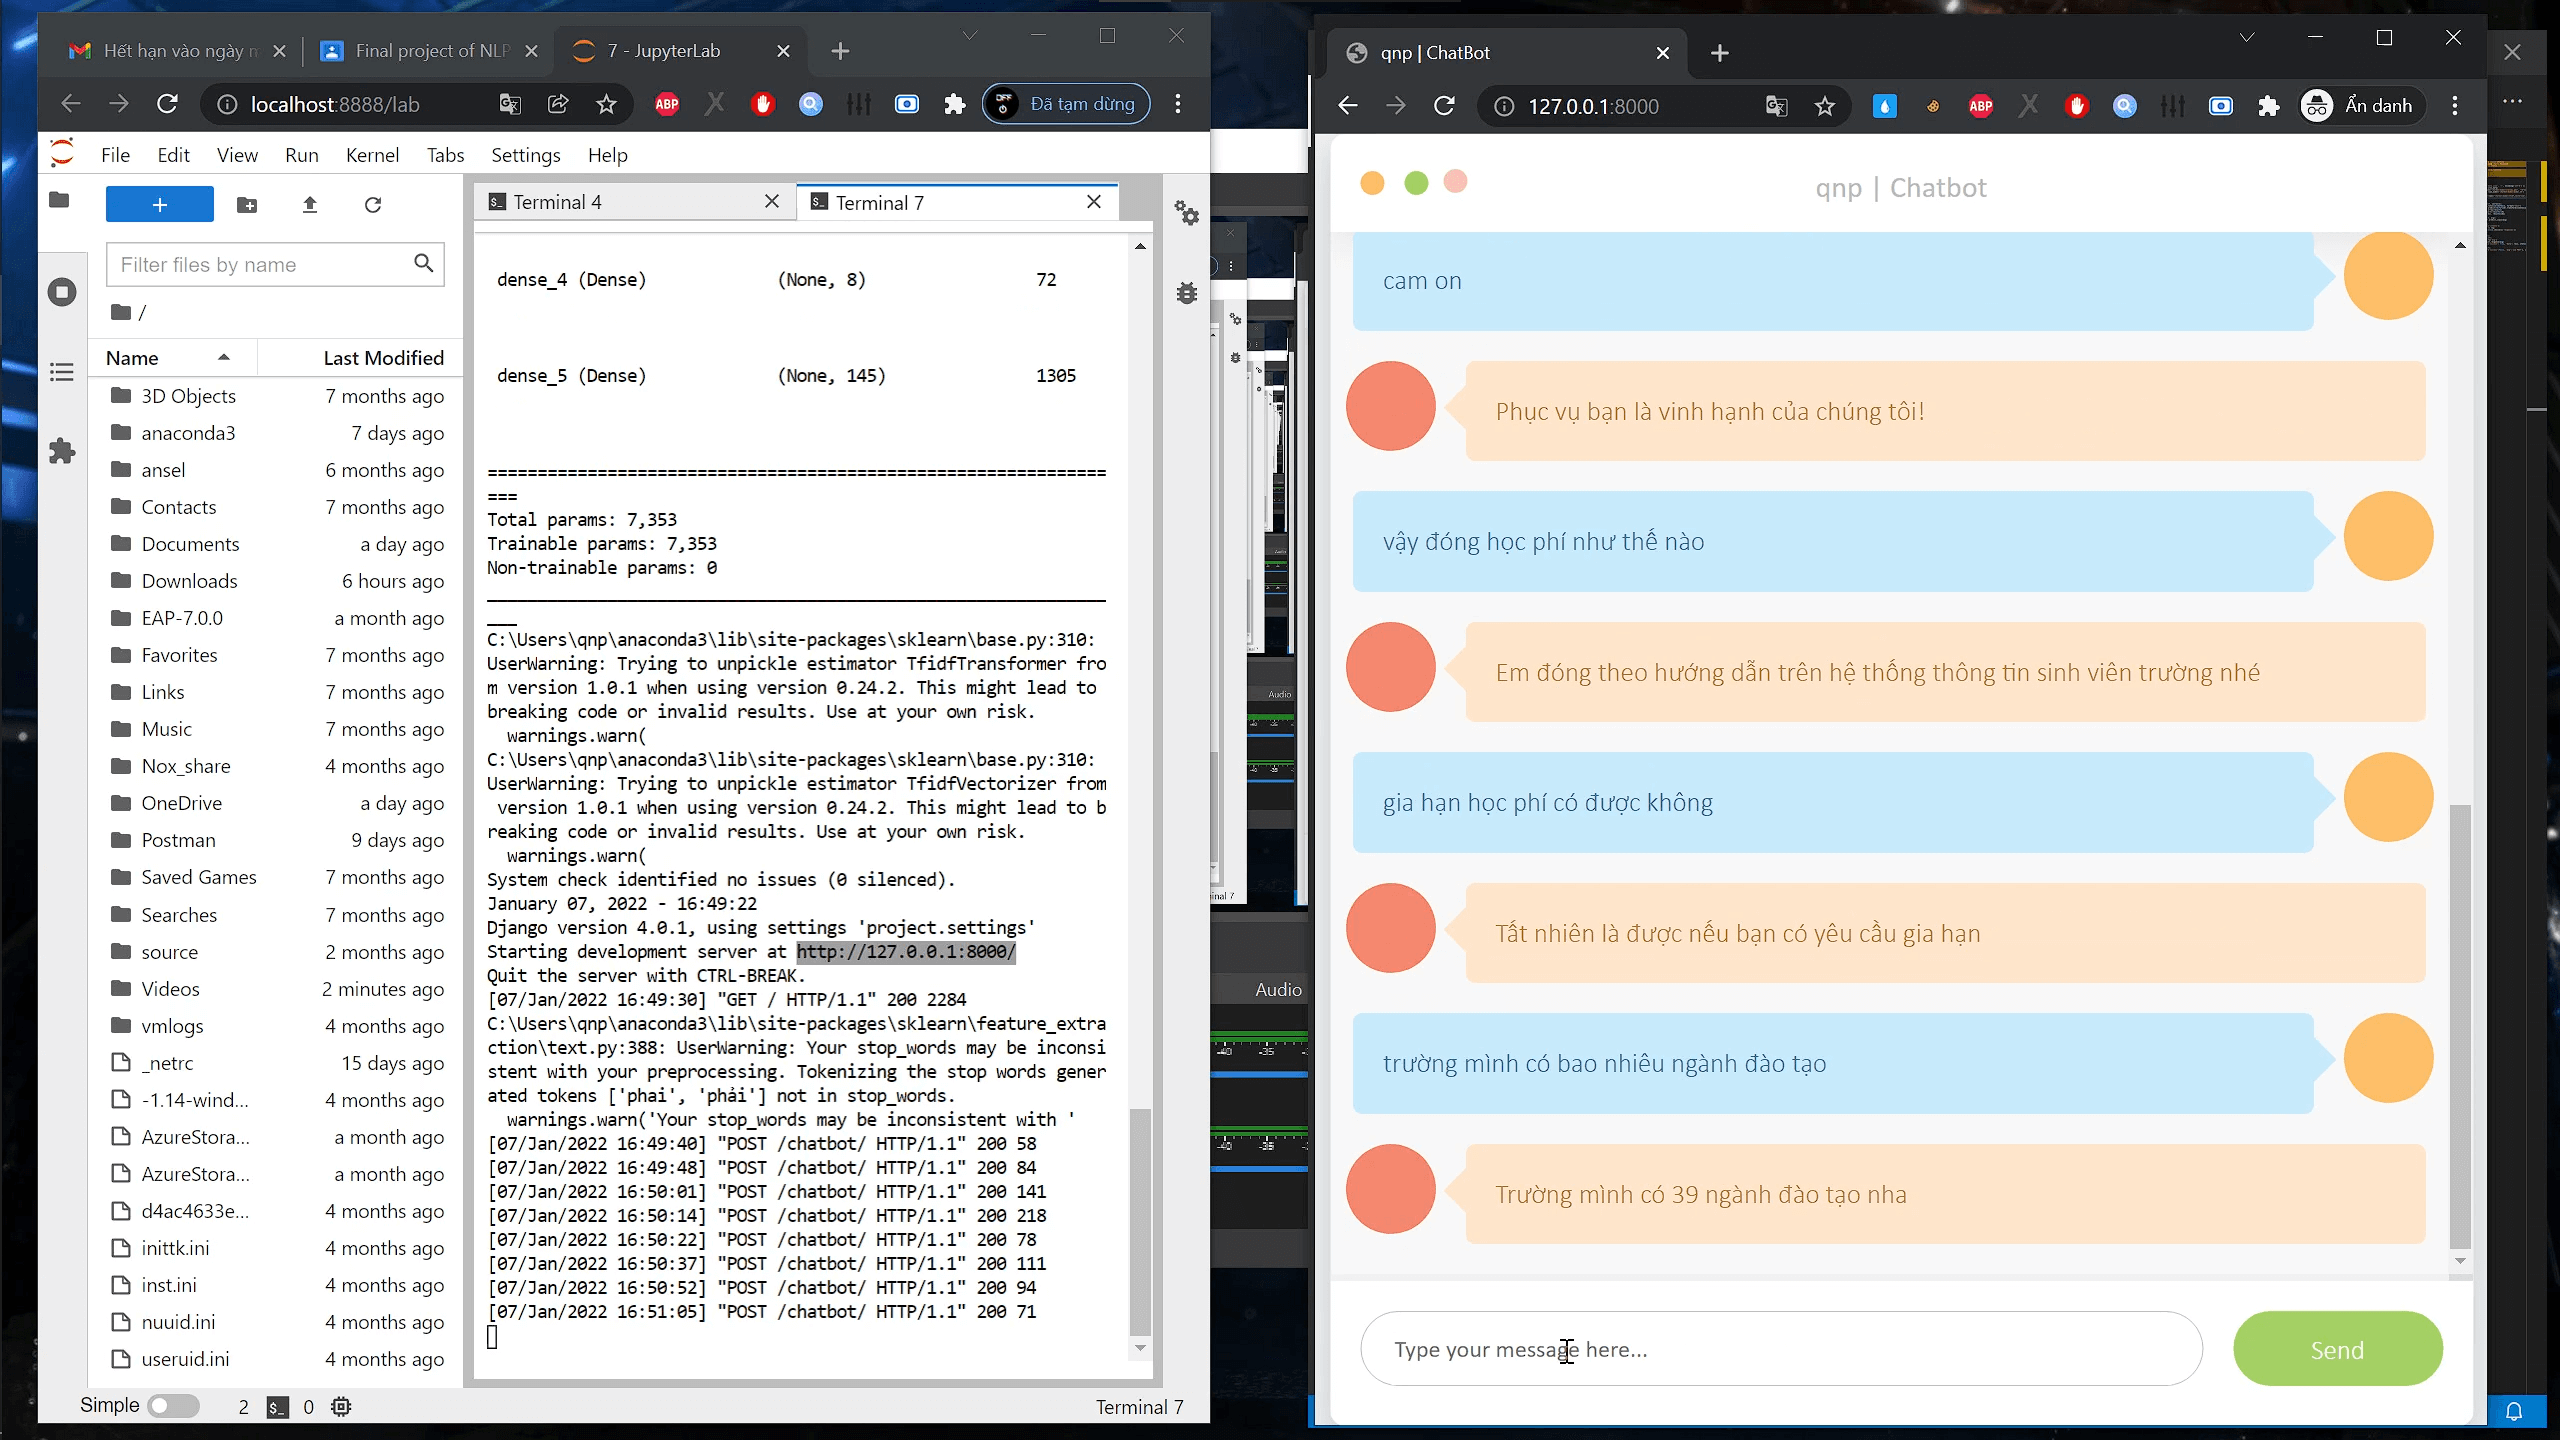 Hết hạn vào ngày
Final project of NLP
7 - JupyterLab
localhost:8888/lab
ABP
OFF
Đã tạm dừng
File Edit View Run Kernel Tabs Settings Help
+
Filter files by name
/
Name Last Modified
3D Objects 7 months ago
anaconda3 7 days ago
ansel 6 months ago
Contacts 7 months ago
Documents a day ago
Downloads 6 hours ago
EAP-7.0.0 a month ago
Favorites 7 months ago
Links 7 months ago
Music 7 months ago
Nox_share 4 months ago
OneDrive a day ago
Postman 9 days ago
Saved Games 7 months ago
Searches 7 months ago
source 2 months ago
Videos 2 minutes ago
vmlogs 4 months ago
_netrc 15 days ago
-1.14-wind... 4 months ago
AzureStora... a month ago
AzureStora... a month ago
d4ac4633e... 4 months ago
inittk.ini 4 months ago
inst.ini 4 months ago
nuuid.ini 4 months ago
useruid.ini 4 months ago
Simple 2 $_ 0
Terminal 7
Terminal 4
Terminal 7
dense_4 (Dense) (None, 8) 72
dense_5 (Dense) (None, 145) 1305
==============================================================
===
Total params: 7,353
Trainable params: 7,353
Non-trainable params: 0
______________________________________________________________
___
C:\Users\qnp\anaconda3\lib\site-packages\sklearn\base.py:310:
UserWarning: Trying to unpickle estimator TfidfTransformer fro
m version 1.0.1 when using version 0.24.2. This might lead to
breaking code or invalid results. Use at your own risk.
warnings.warn(
C:\Users\qnp\anaconda3\lib\site-packages\sklearn\base.py:310:
UserWarning: Trying to unpickle estimator TfidfVectorizer from
version 1.0.1 when using version 0.24.2. This might lead to b
reaking code or invalid results. Use at your own risk.
warnings.warn(
System check identified no issues (0 silenced).
January 07, 2022 - 16:49:22
Django version 4.0.1, using settings 'project.settings'
Starting development server at http://127.0.0.1:8000/
Quit the server with CTRL-BREAK.
[07/Jan/2022 16:49:30] "GET / HTTP/1.1" 200 2284
C:\Users\qnp\anaconda3\lib\site-packages\sklearn\feature_extra
ction\text.py:388: UserWarning: Your stop_words may be inconsi
stent with your preprocessing. Tokenizing the stop words gener
ated tokens ['phai', 'phải'] not in stop_words.
warnings.warn('Your stop_words may be inconsistent with '
[07/Jan/2022 16:49:40] "POST /chatbot/ HTTP/1.1" 200 58
[07/Jan/2022 16:49:48] "POST /chatbot/ HTTP/1.1" 200 84
[07/Jan/2022 16:50:01] "POST /chatbot/ HTTP/1.1" 200 141
[07/Jan/2022 16:50:14] "POST /chatbot/ HTTP/1.1" 200 218
[07/Jan/2022 16:50:22] "POST /chatbot/ HTTP/1.1" 200 78
[07/Jan/2022 16:50:37] "POST /chatbot/ HTTP/1.1" 200 111
[07/Jan/2022 16:50:52] "POST /chatbot/ HTTP/1.1" 200 94
[07/Jan/2022 16:51:05] "POST /chatbot/ HTTP/1.1" 200 71
Audio
Audio
-40 -35
-40 -35
qnp | ChatBot
127.0.0.1:8000
ABP
Ẩn danh
qnp | Chatbot
cam on
Phục vụ bạn là vinh hạnh của chúng tôi!
vậy đóng học phí như thế nào
Em đóng theo hướng dẫn trên hệ thống thông tin sinh viên trường nhé
gia hạn học phí có được không
Tất nhiên là được nếu bạn có yêu cầu gia hạn
trường mình có bao nhiêu ngành đào tạo
Trường mình có 39 ngành đào tạo nha
Type your message here...
Send